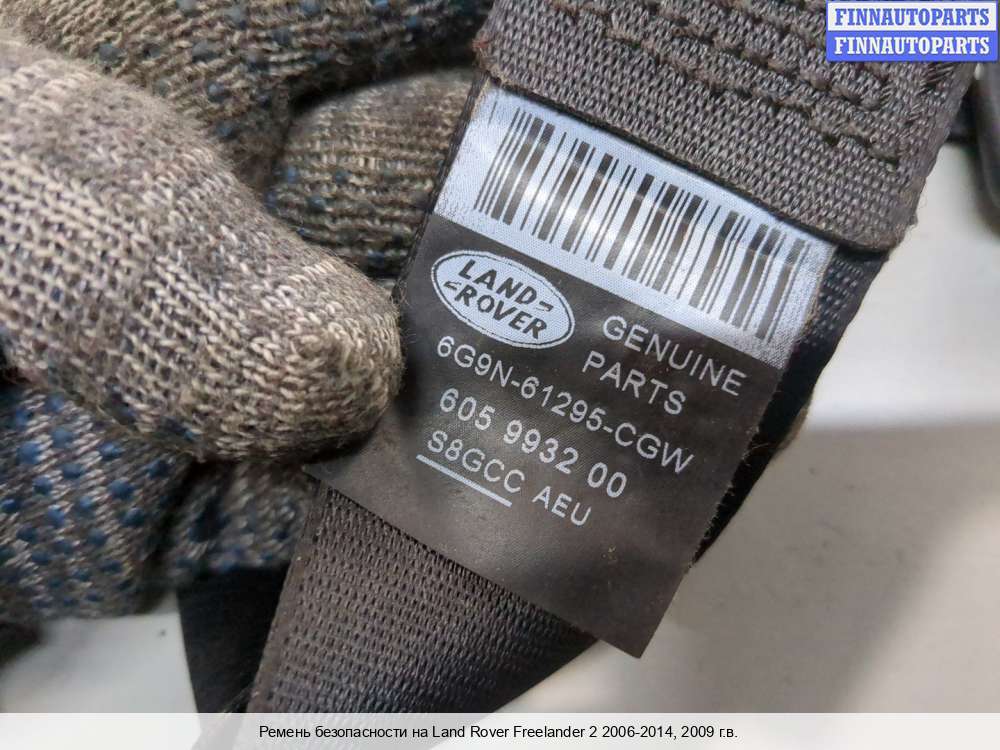 FINNAUTOPARTS
FINNAUTOPARTS
LAND
ROVER
GENUINE
PARTS
6G9N-61295-CGW
605 9932 00
S8GCC AEU
Ремень безопасности на Land Rover Freelander 2 2006-2014, 2009 г.в.